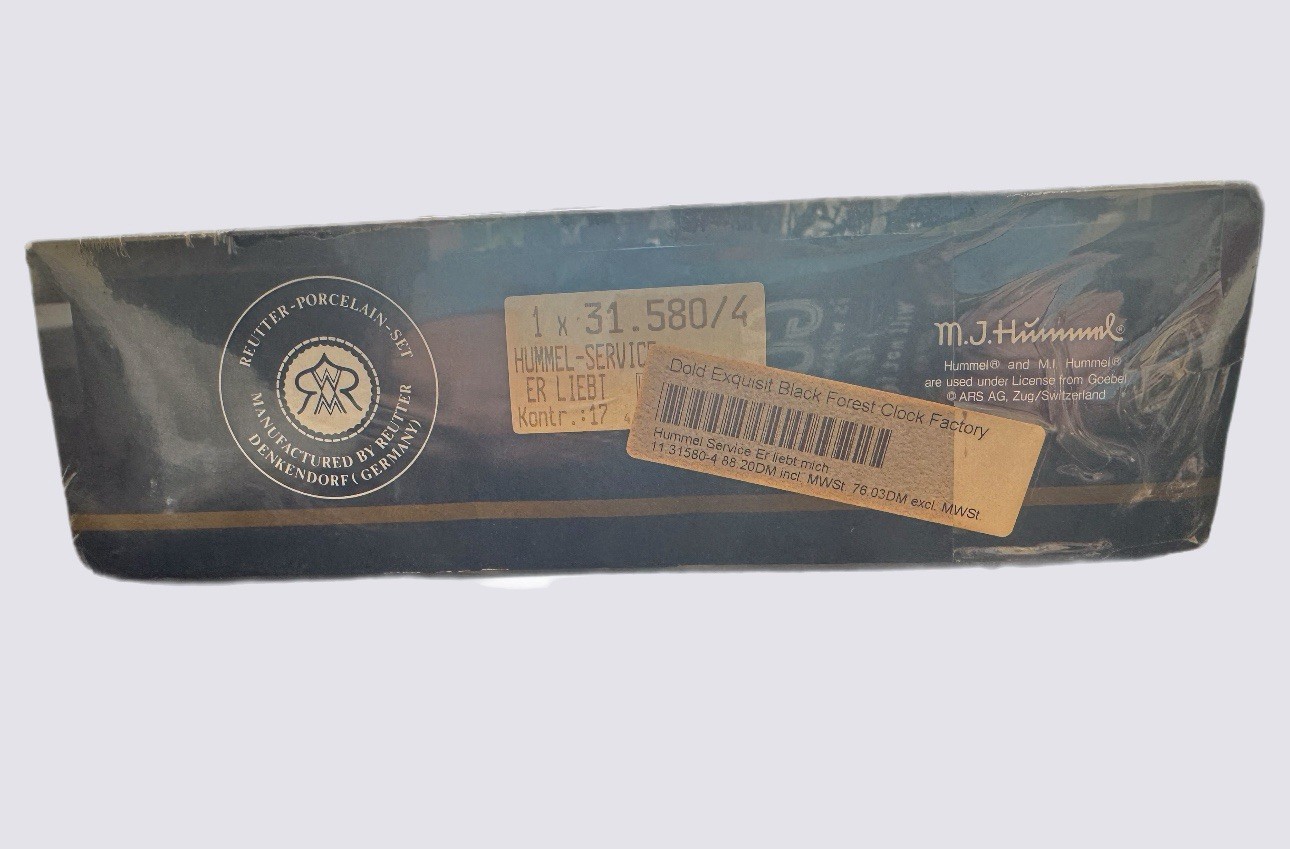 REUTTER-PORCELAIN-SET
MANUFACTURED BY REUTTER
DENKENDORF (GERMANY)
1 x 31.580/4
HUMMEL-SERVICE
ER LIEBT
Kontr.:17
Dold Exquisit Black Forest Clock Factory
Hummel Service Er liebt mich
11.31580-4 88.20DM incl. MWSt. 76.03DM excl. MWSt.
M.J.Hümmel®
Hummel® and M.I. Hummel®
are used under License from Goebel
© ARS AG, Zug/Switzerland